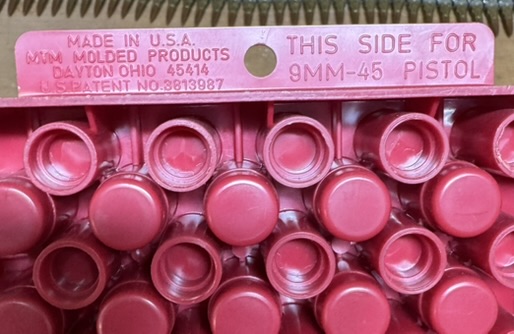 MADE IN U.S.A.
MTM MOLDED PRODUCTS
DAYTON OHIO 45414
U.S. PATENT NO. 3813987
THIS SIDE FOR
9MM-45 PISTOL